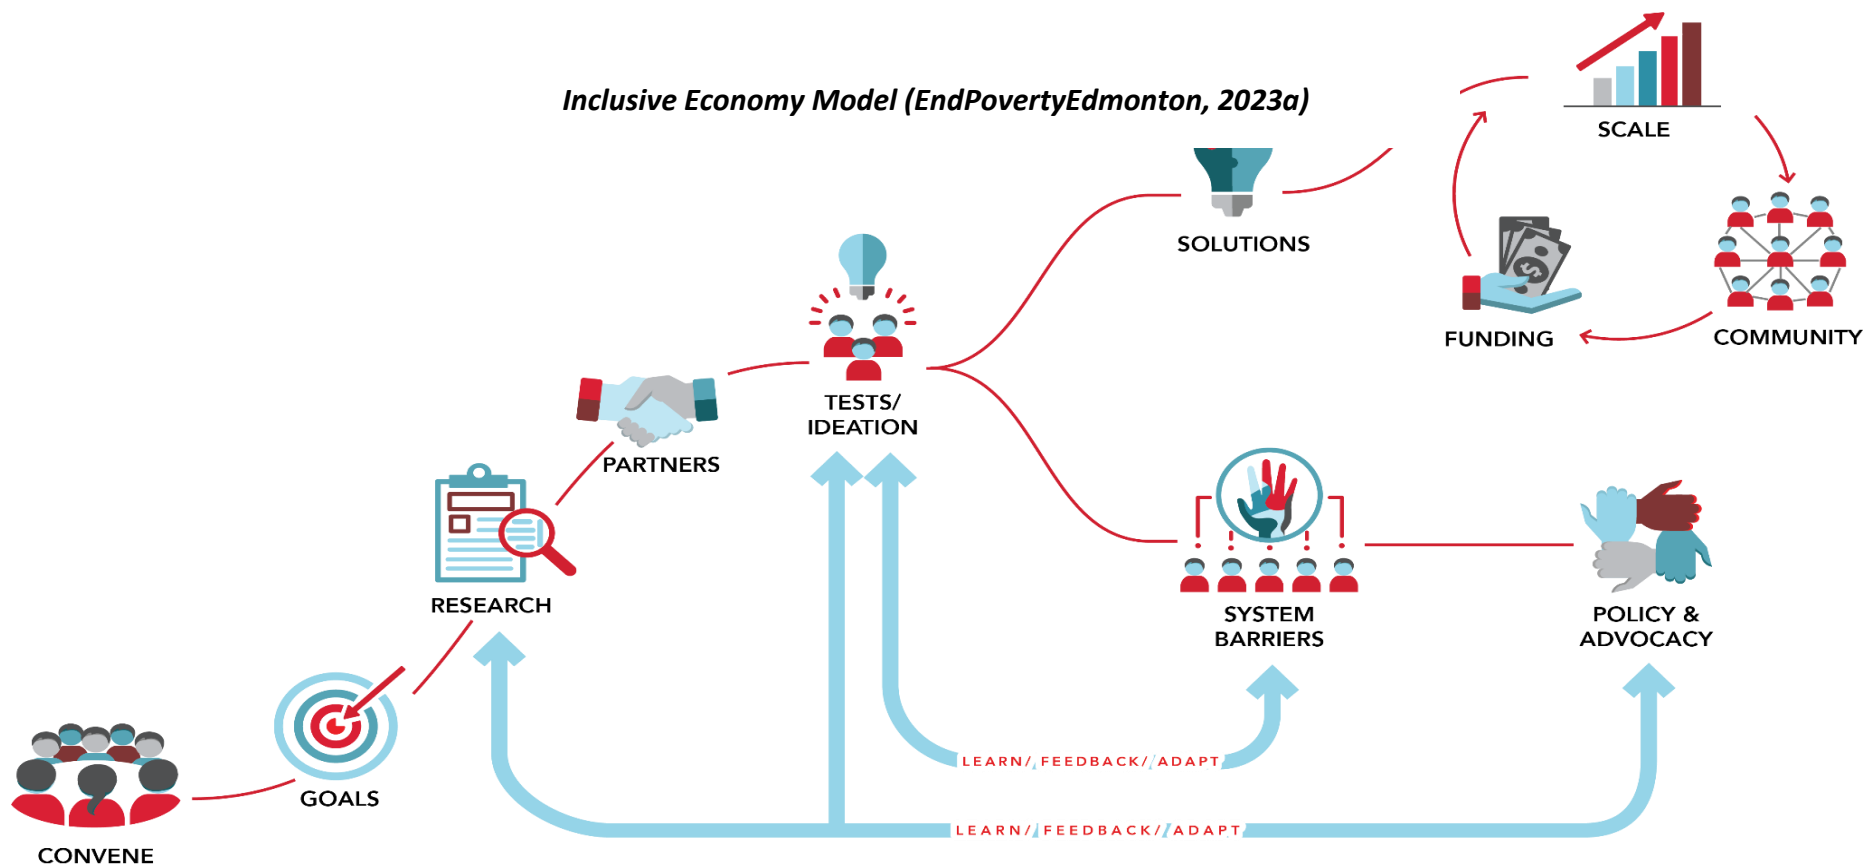 Inclusive Economy Model (EndPovertyEdmonton, 2023a)
SCALE
SOLUTIONS
FUNDING
COMMUNITY
TESTS/
IDEATION
PARTNERS
RESEARCH
SYSTEM
BARRIERS
POLICY &
ADVOCACY
LEARN/ FEEDBACK/ ADAPT
GOALS
LEARN/ FEEDBACK/ ADAPT
CONVENE